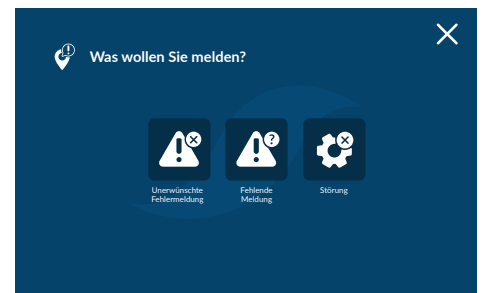 Was wollen Sie melden?
Unerwünschte
Fehlermeldung
Fehlende
Meldung
Störung